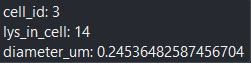 cell_id: 3
lys_in_cell: 14
diameter_um: 0.24536482587456704